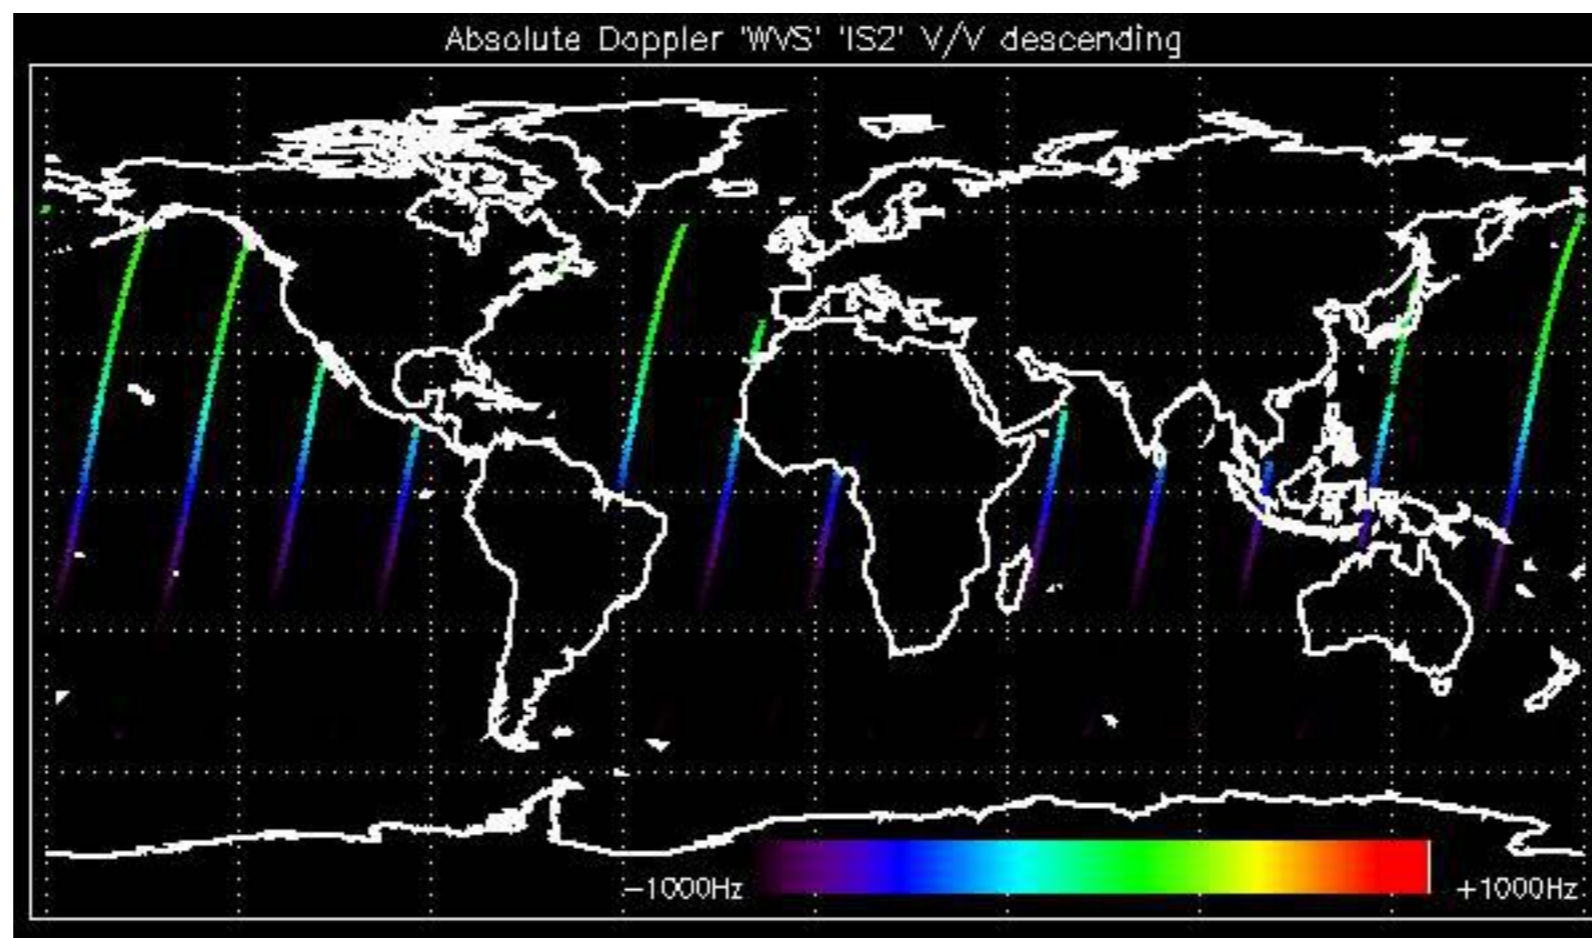 Absolute Doppler 'WVS' 'IS2' V/V descending
-1000Hz +1000Hz